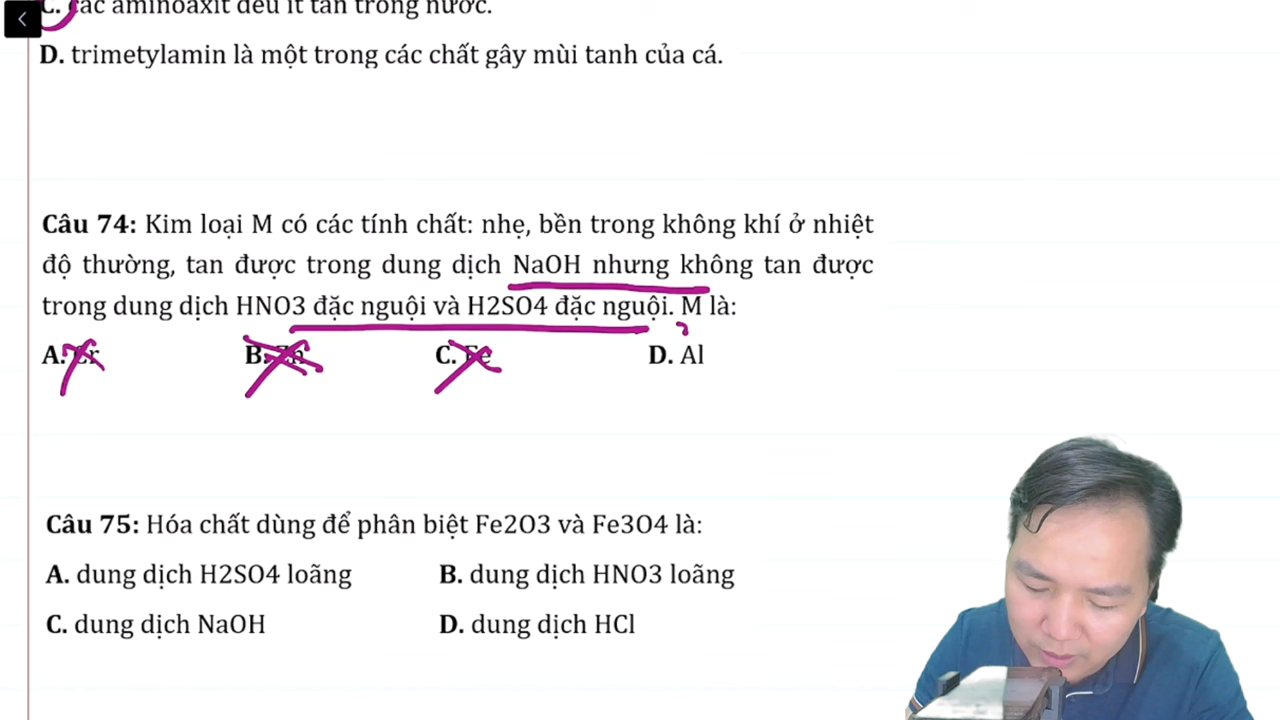 C. các aminoaxit đều ít tan trong nước.
D. trimetylamin là một trong các chất gây mùi tanh của cá.
Câu 74: Kim loại M có các tính chất: nhẹ, bền trong không khí ở nhiệt
độ thường, tan được trong dung dịch NaOH nhưng không tan được
trong dung dịch HNO3 đặc nguội và H2SO4 đặc nguội. M là:
?
A. Cr B. Zn C. Fe D. Al
Câu 75: Hóa chất dùng để phân biệt Fe2O3 và Fe3O4 là:
A. dung dịch H2SO4 loãng B. dung dịch HNO3 loãng
C. dung dịch NaOH D. dung dịch HCl